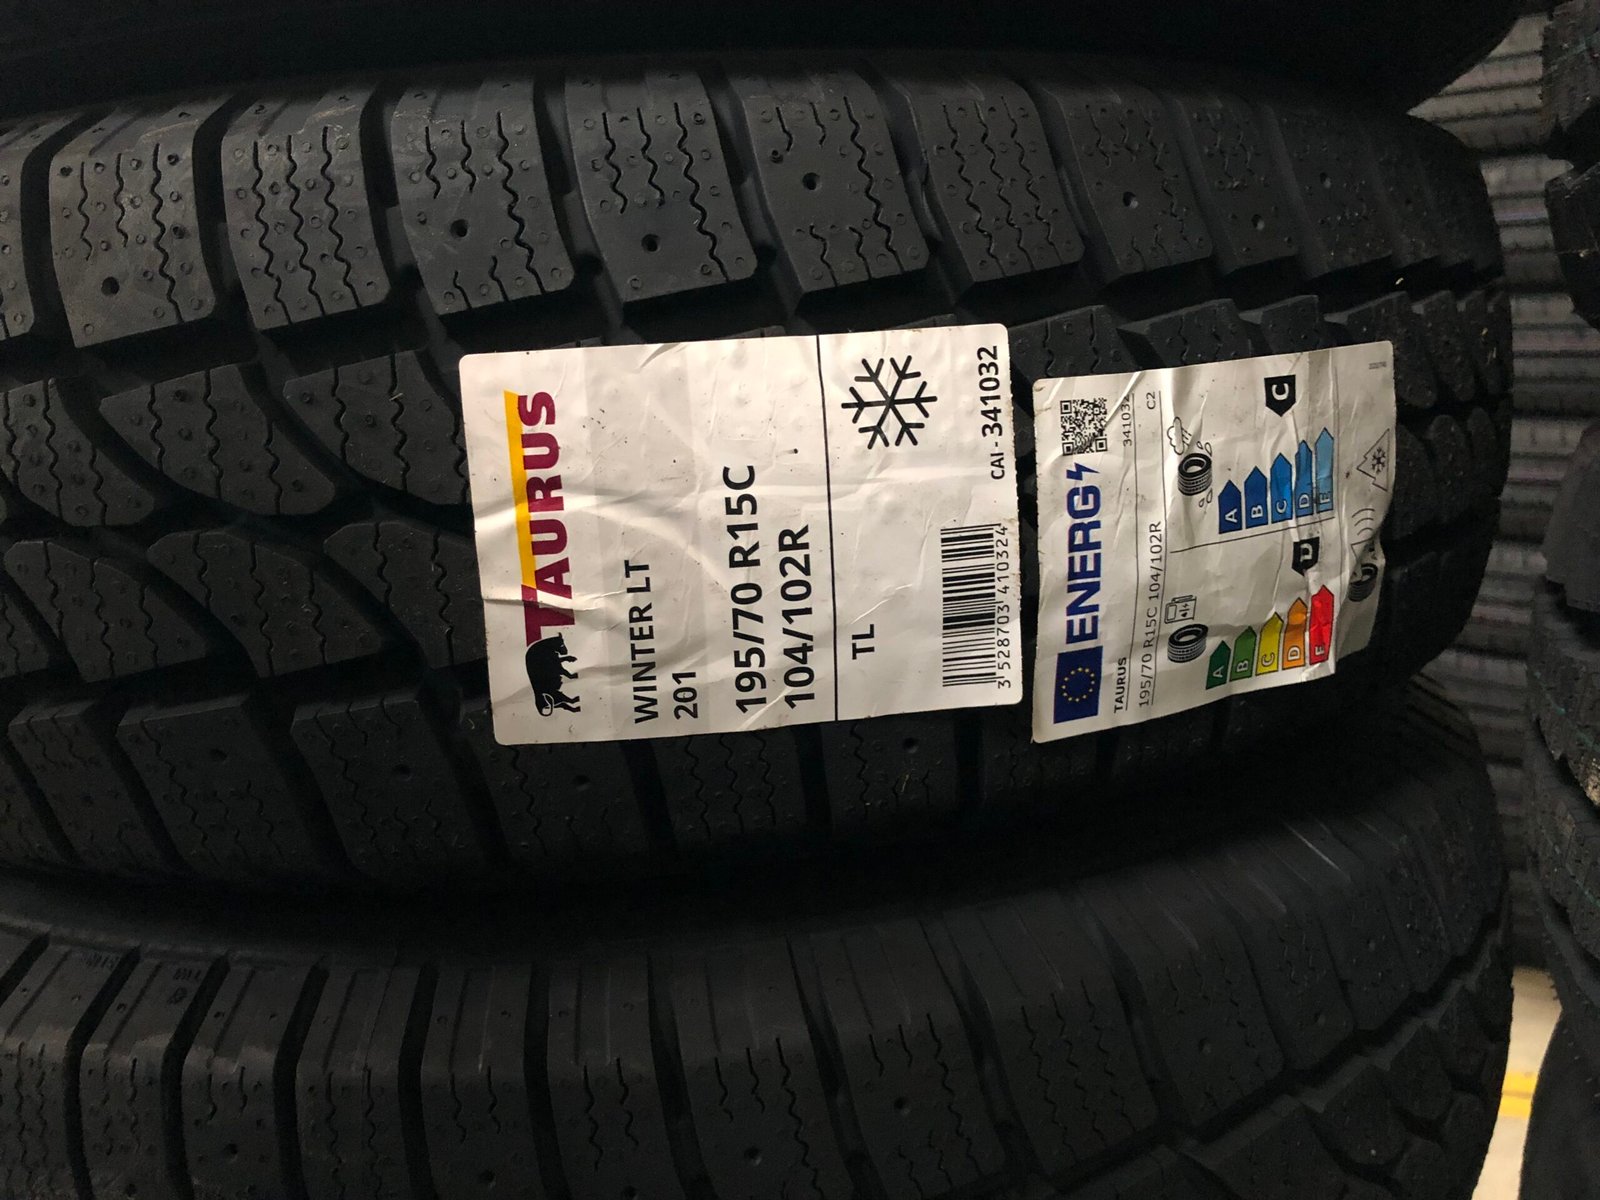 TAURUS
WINTER LT
201
195/70 R15C
104/102R
TL
CAI - 341032
3 528703 410324
ENERG
TAURUS
341032
195/70 R15C 104/102R
C2
A
B
C
D
E
D
A
B
C
D
E
C